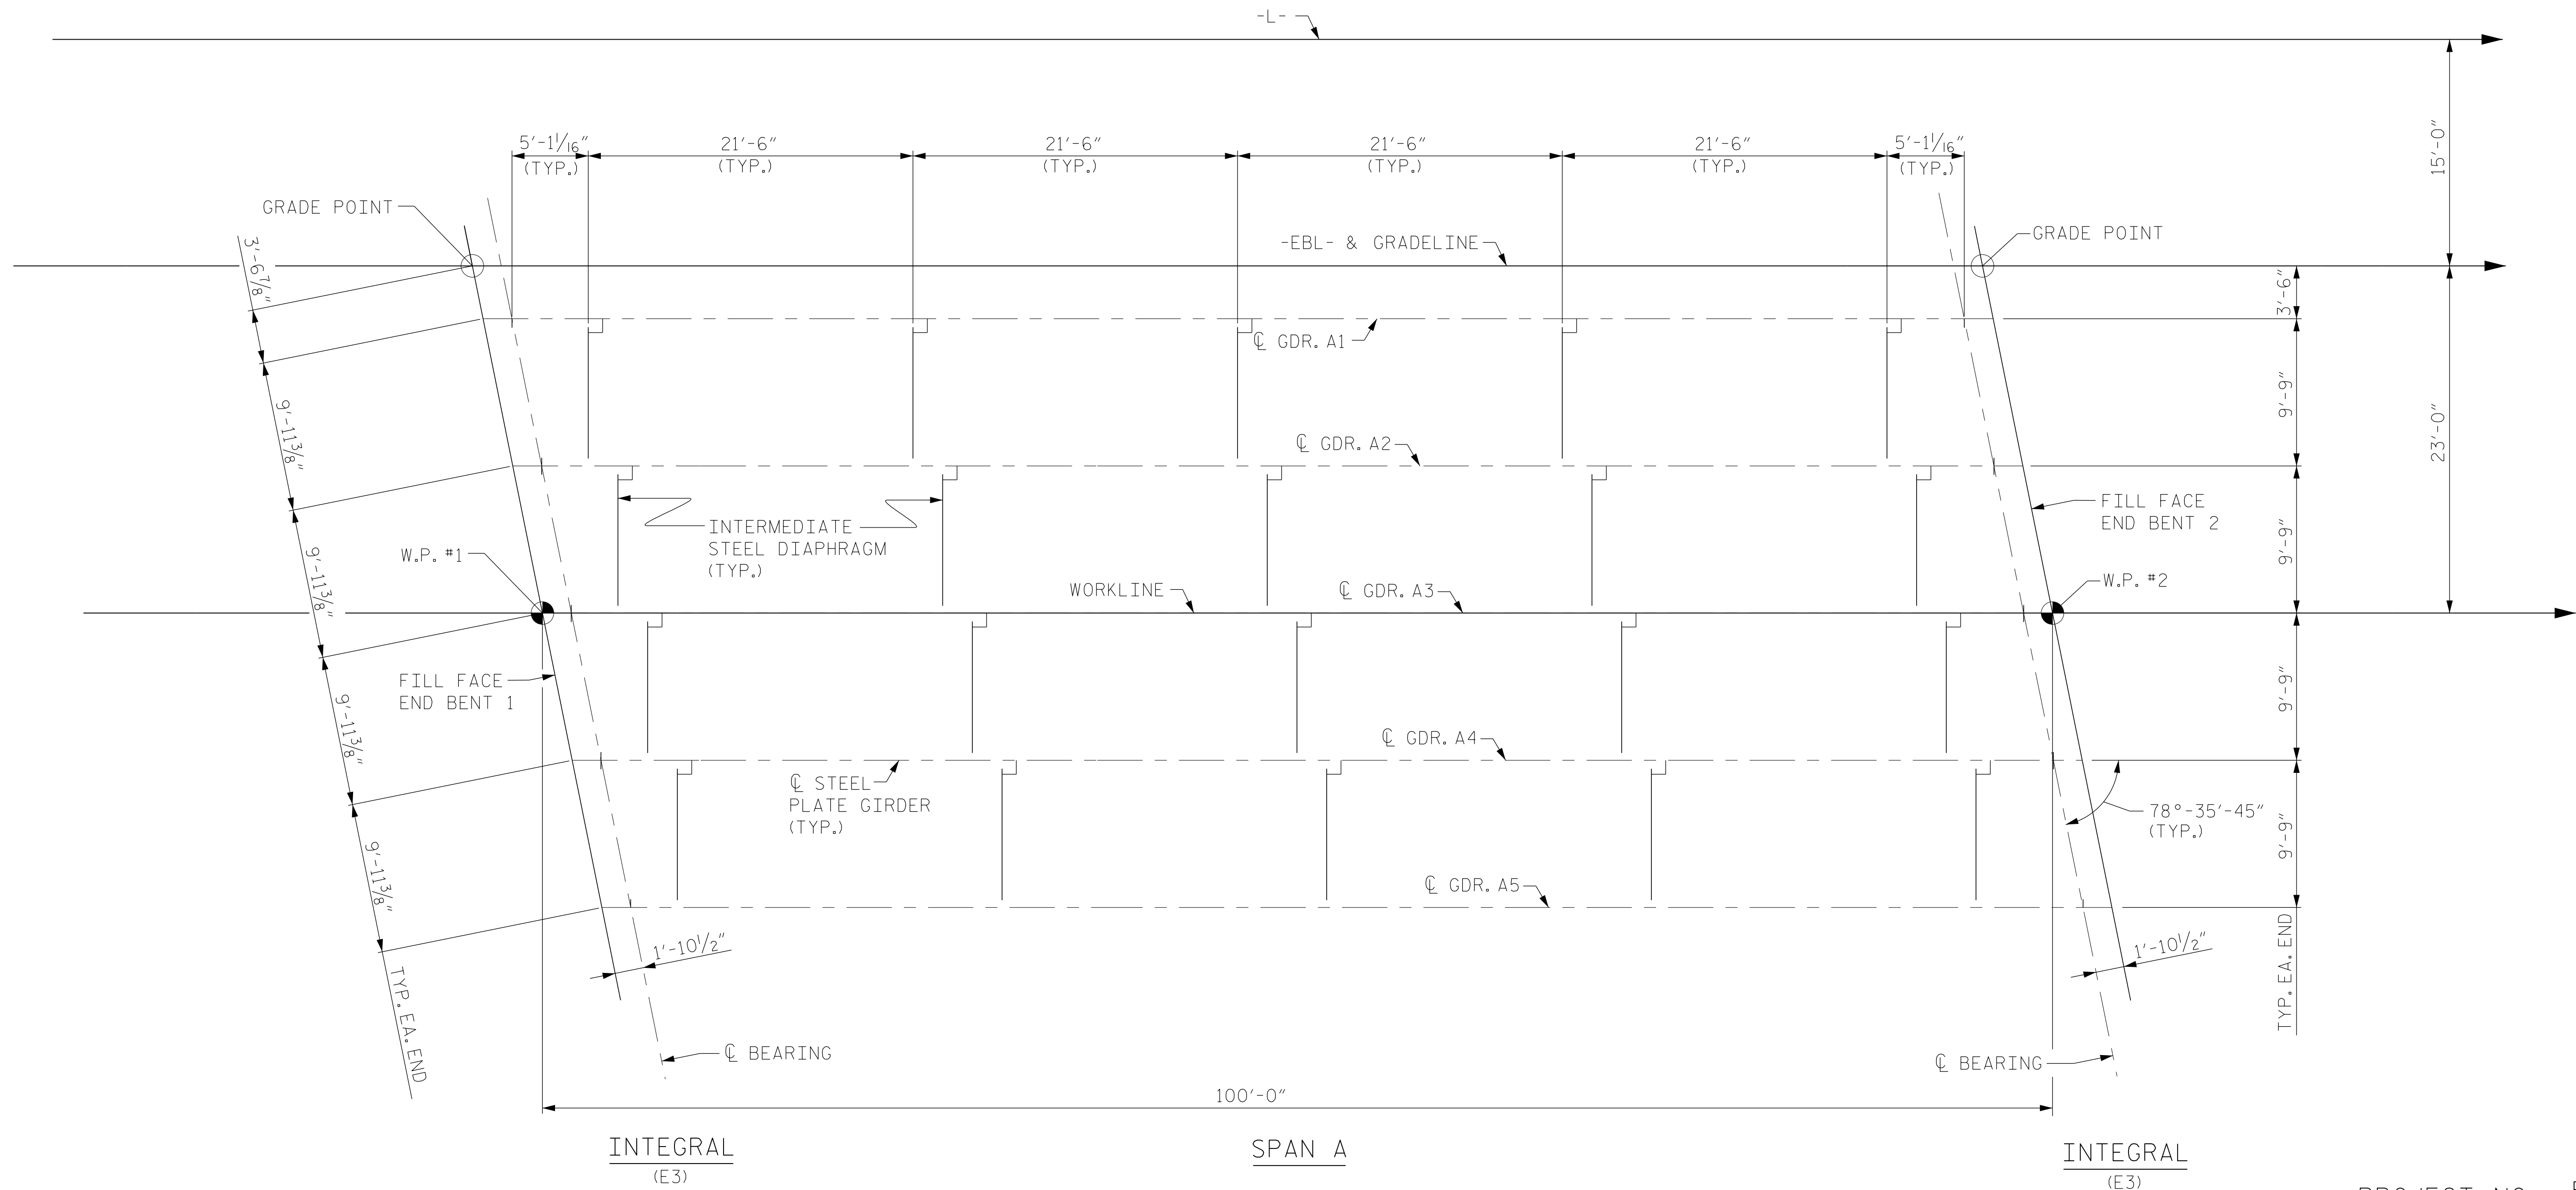 -L-
15'-0"
5'-1 1/16"
(TYP.)
21'-6"
(TYP.)
21'-6"
(TYP.)
21'-6"
(TYP.)
21'-6"
(TYP.)
5'-1 1/16"
(TYP.)
GRADE POINT
-EBL- & GRADELINE
GRADE POINT
3'-6 7/8"
3'-6"
℄ GDR. A1
9'-11 3/8"
9'-9"
23'-0"
℄ GDR. A2
INTERMEDIATE
STEEL DIAPHRAGM
(TYP.)
FILL FACE
END BENT 2
9'-11 3/8"
9'-9"
W.P. #1
WORKLINE
℄ GDR. A3
W.P. #2
FILL FACE
END BENT 1
9'-11 3/8"
9'-9"
℄ GDR. A4
℄ STEEL
PLATE GIRDER
(TYP.)
78°-35'-45"
(TYP.)
9'-11 3/8"
9'-9"
℄ GDR. A5
TYP. EA. END
1'-10 1/2"
1'-10 1/2"
TYP. EA. END
℄ BEARING
℄ BEARING
100'-0"
INTEGRAL
(E3)
SPAN A
INTEGRAL
(E3)